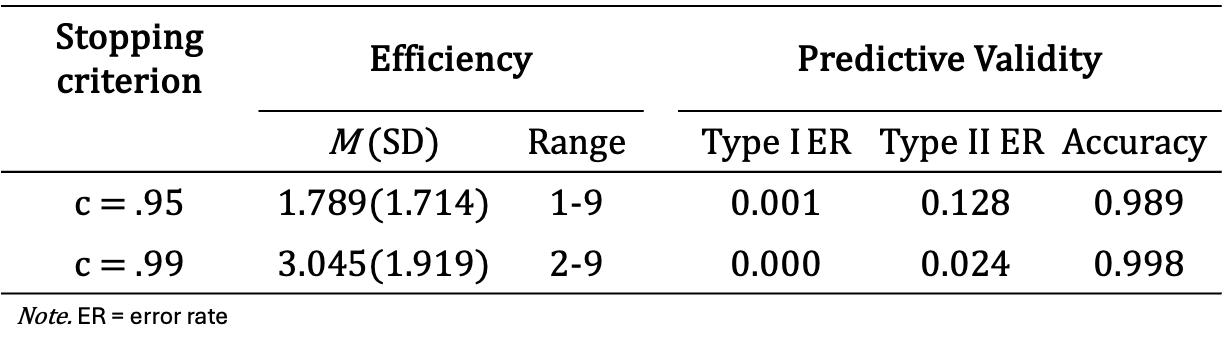 Stopping criterion Efficiency Predictive Validity
M (SD) Range Type I ER Type II ER Accuracy
c = .95 1.789(1.714) 1-9 0.001 0.128 0.989
c = .99 3.045(1.919) 2-9 0.000 0.024 0.998
Note. ER = error rate